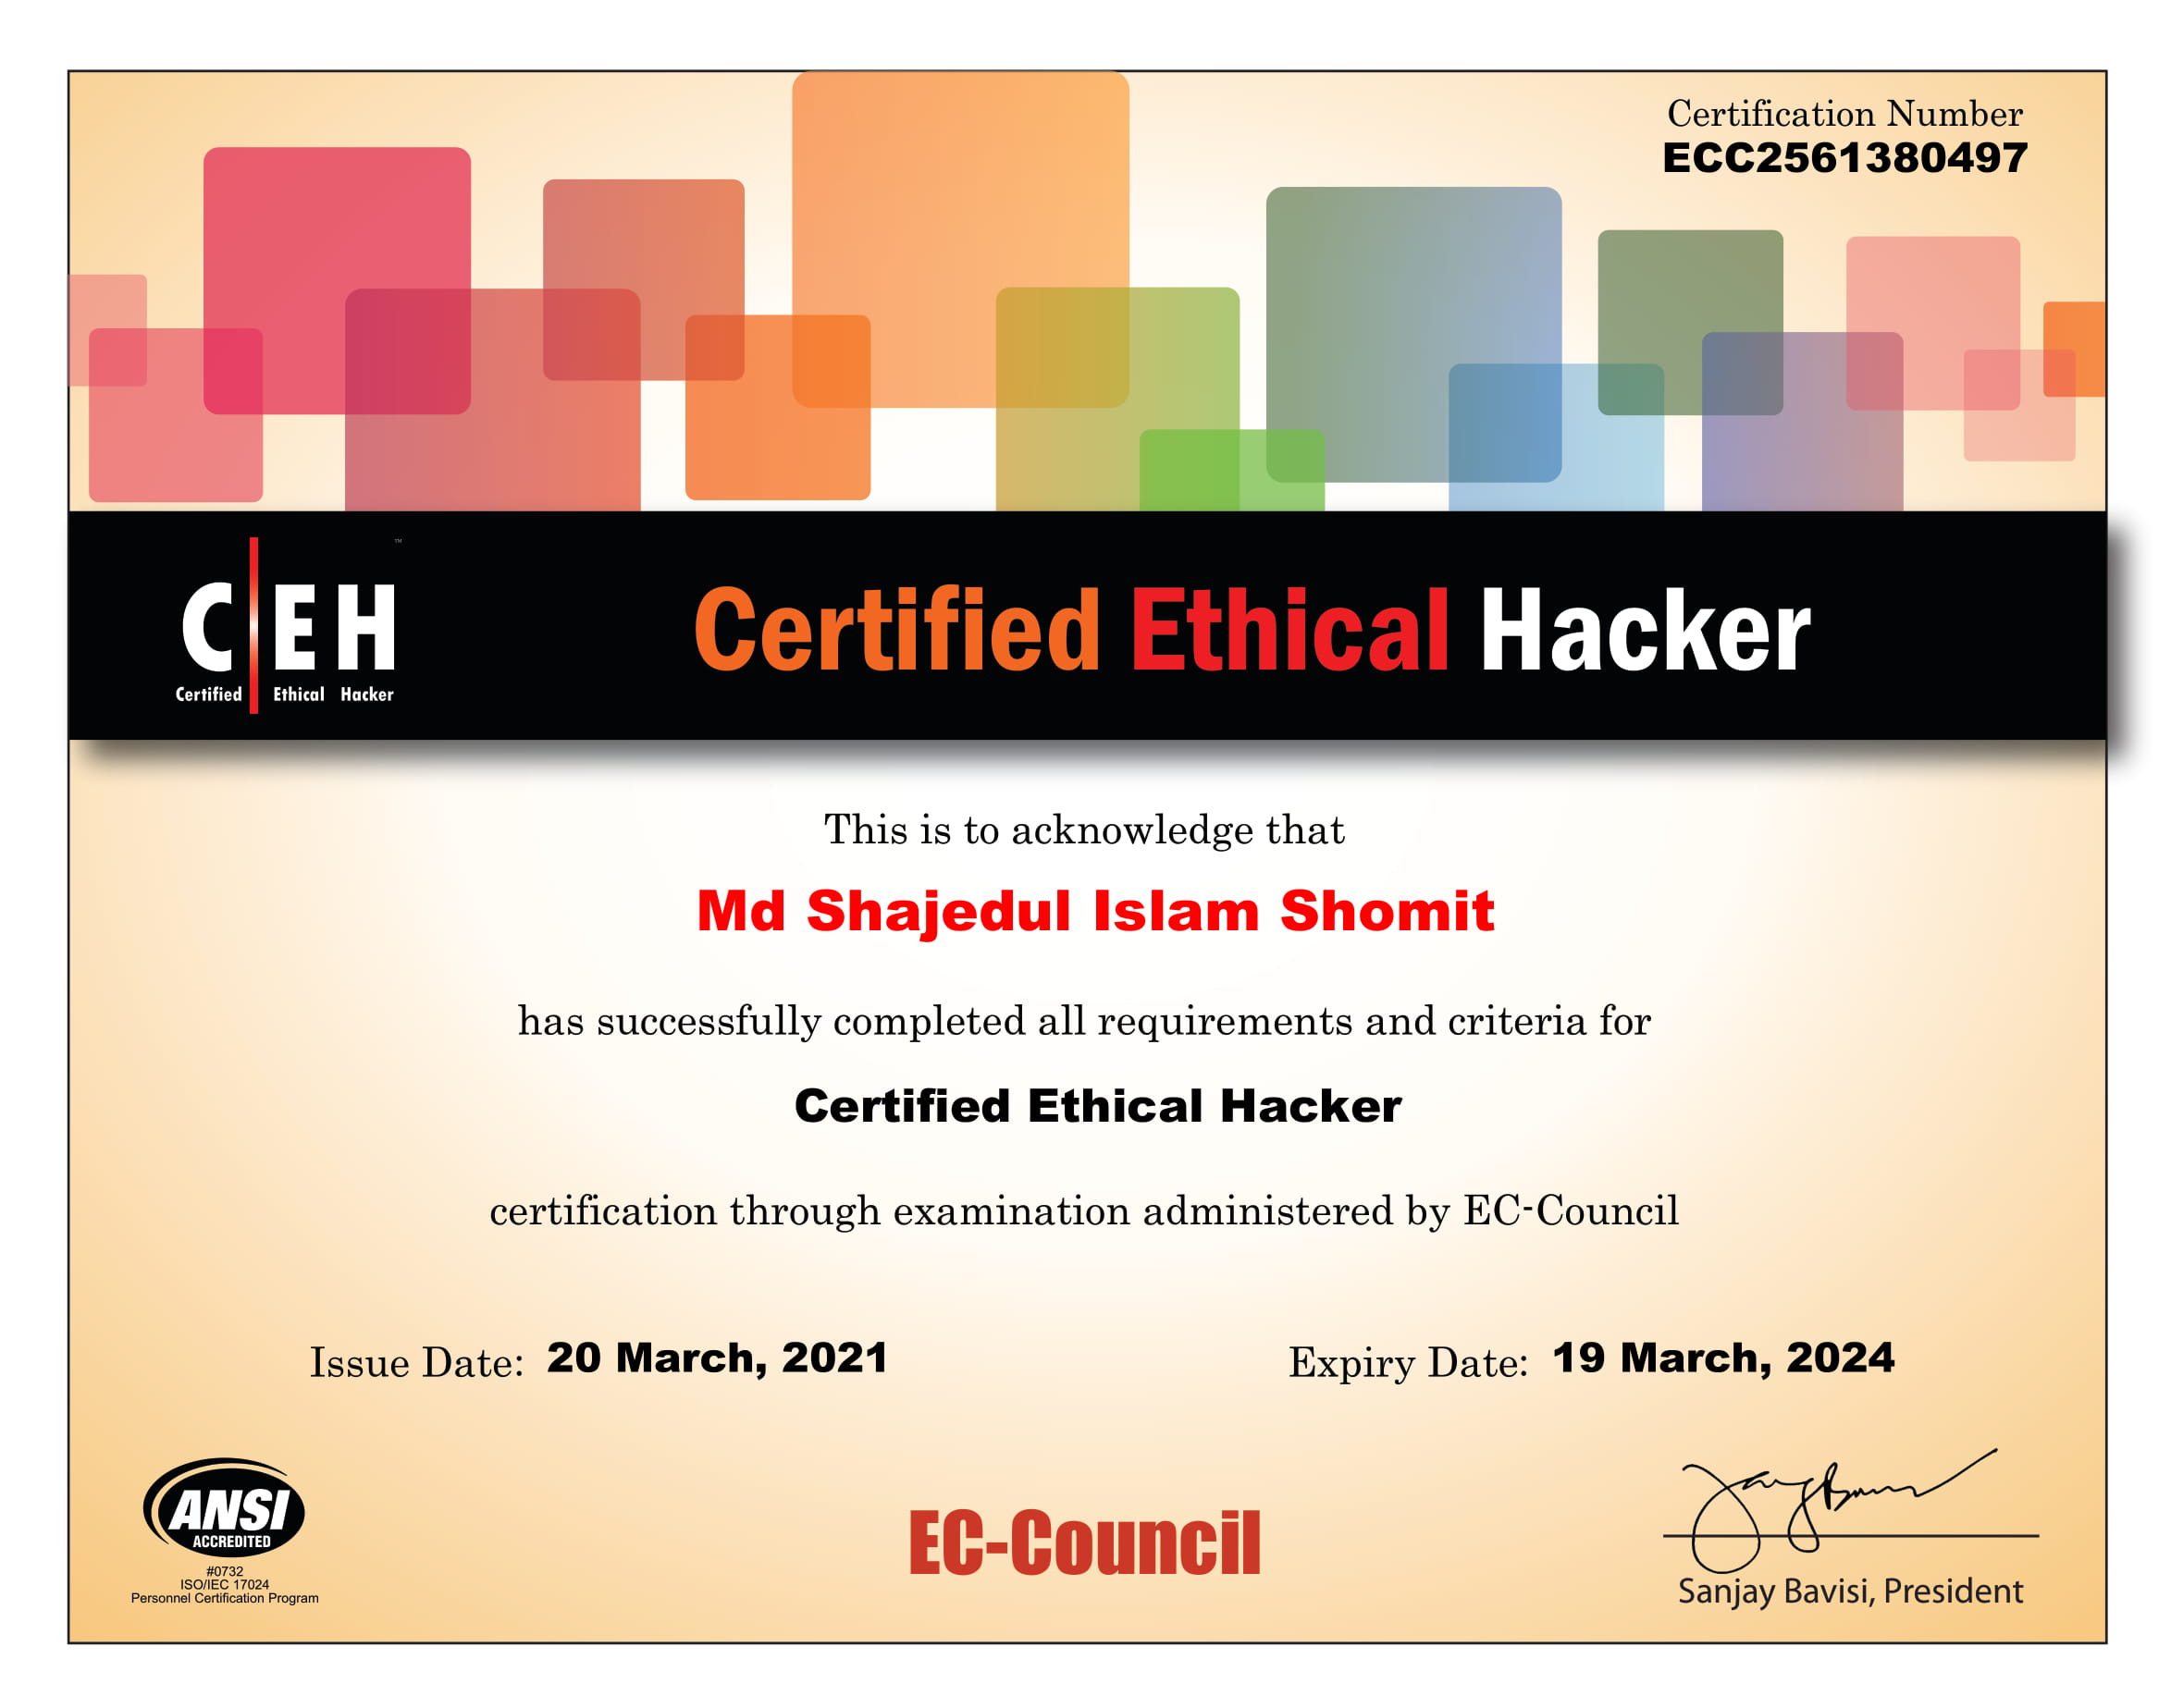 Certification Number
ECC2561380497
C EH ™
Certified Ethical Hacker
Certified Ethical Hacker
This is to acknowledge that
Md Shajedul Islam Shomit
has successfully completed all requirements and criteria for
Certified Ethical Hacker
certification through examination administered by EC-Council
Issue Date: 20 March, 2021
Expiry Date: 19 March, 2024
ANSI
ACCREDITED
#0732
ISO/IEC 17024
Personnel Certification Program
EC-Council
Sanjay Bavisi, President